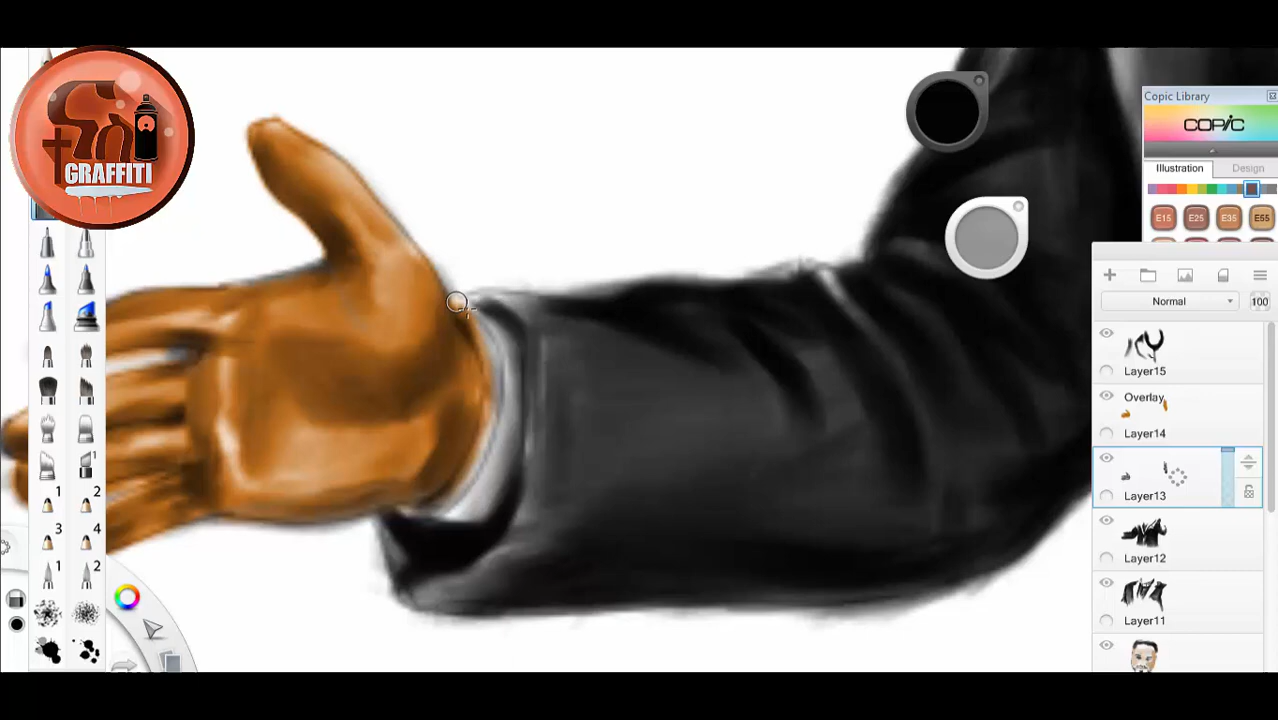 GRAFFITI
Copic Library
COPIC
Illustration
Design
E15
E25
E35
E55
Normal
100
Layer15
Overlay
Layer14
Layer13
Layer12
Layer11
1
1
2
3
4
1
2